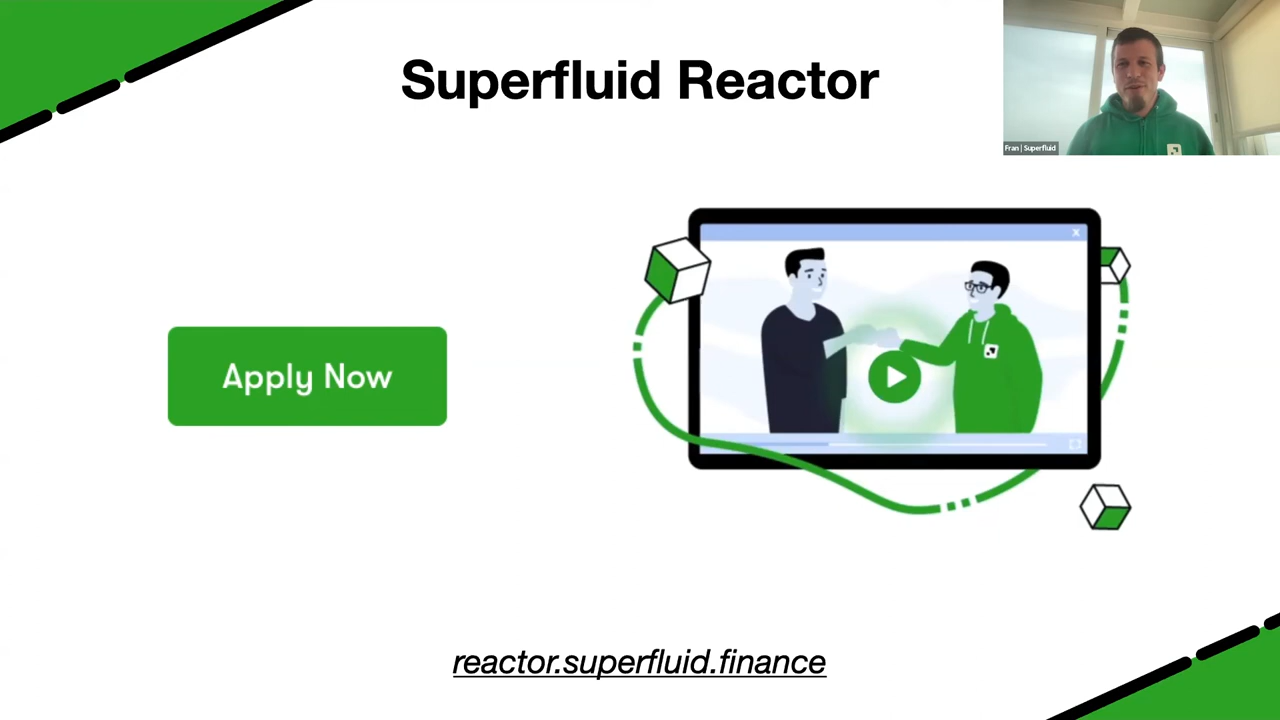 Superfluid Reactor
Fran | Superfluid
X
Apply Now
reactor.superfluid.finance